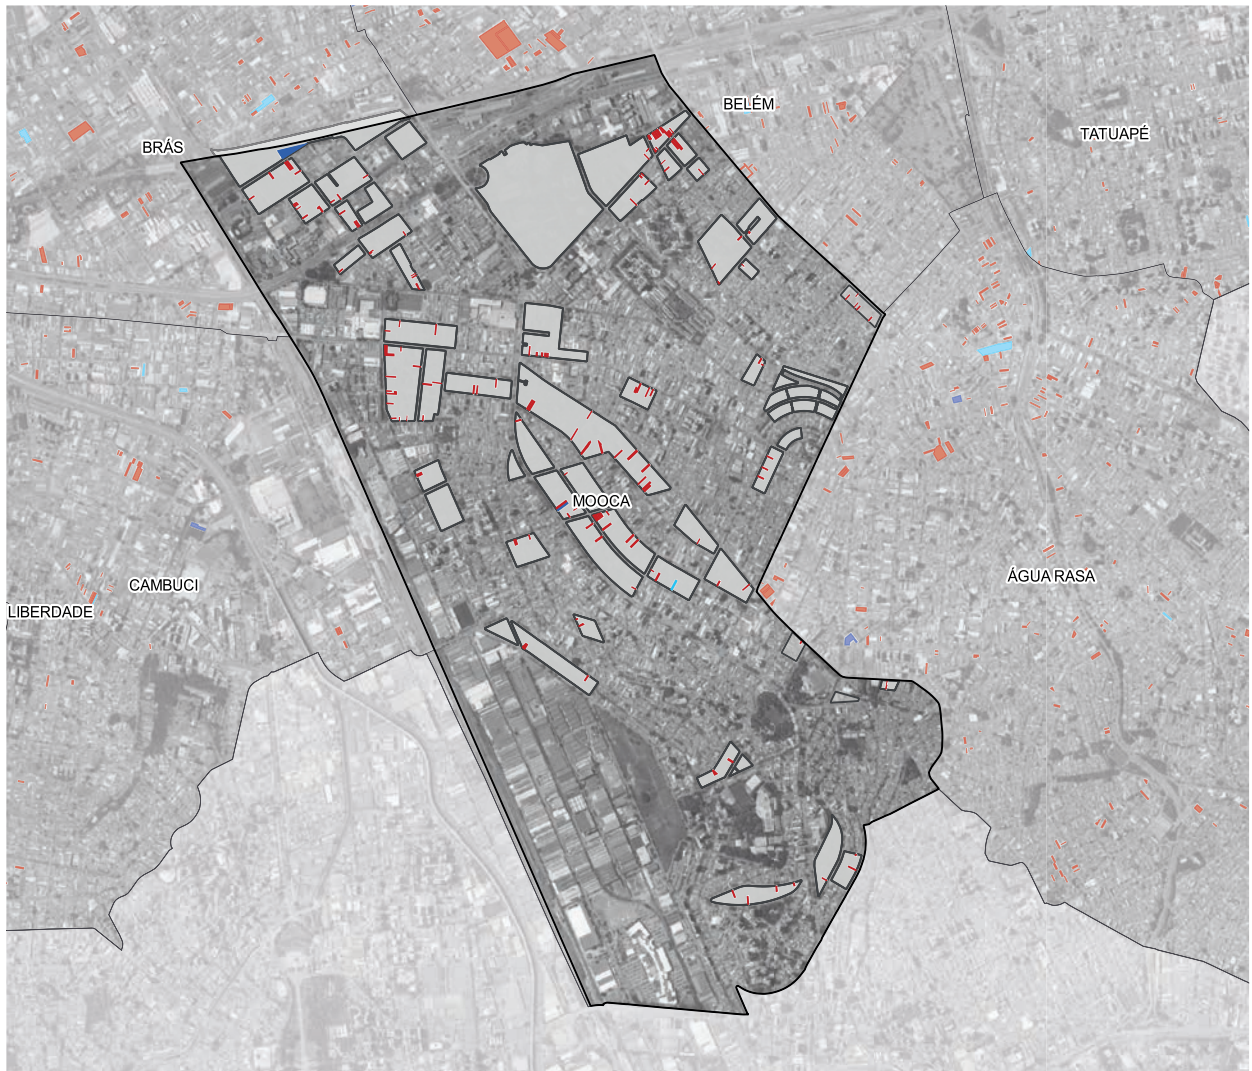 BELÉM
TATUAPÉ
BRÁS
MOOCA
ÁGUA RASA
CAMBUCI
LIBERDADE